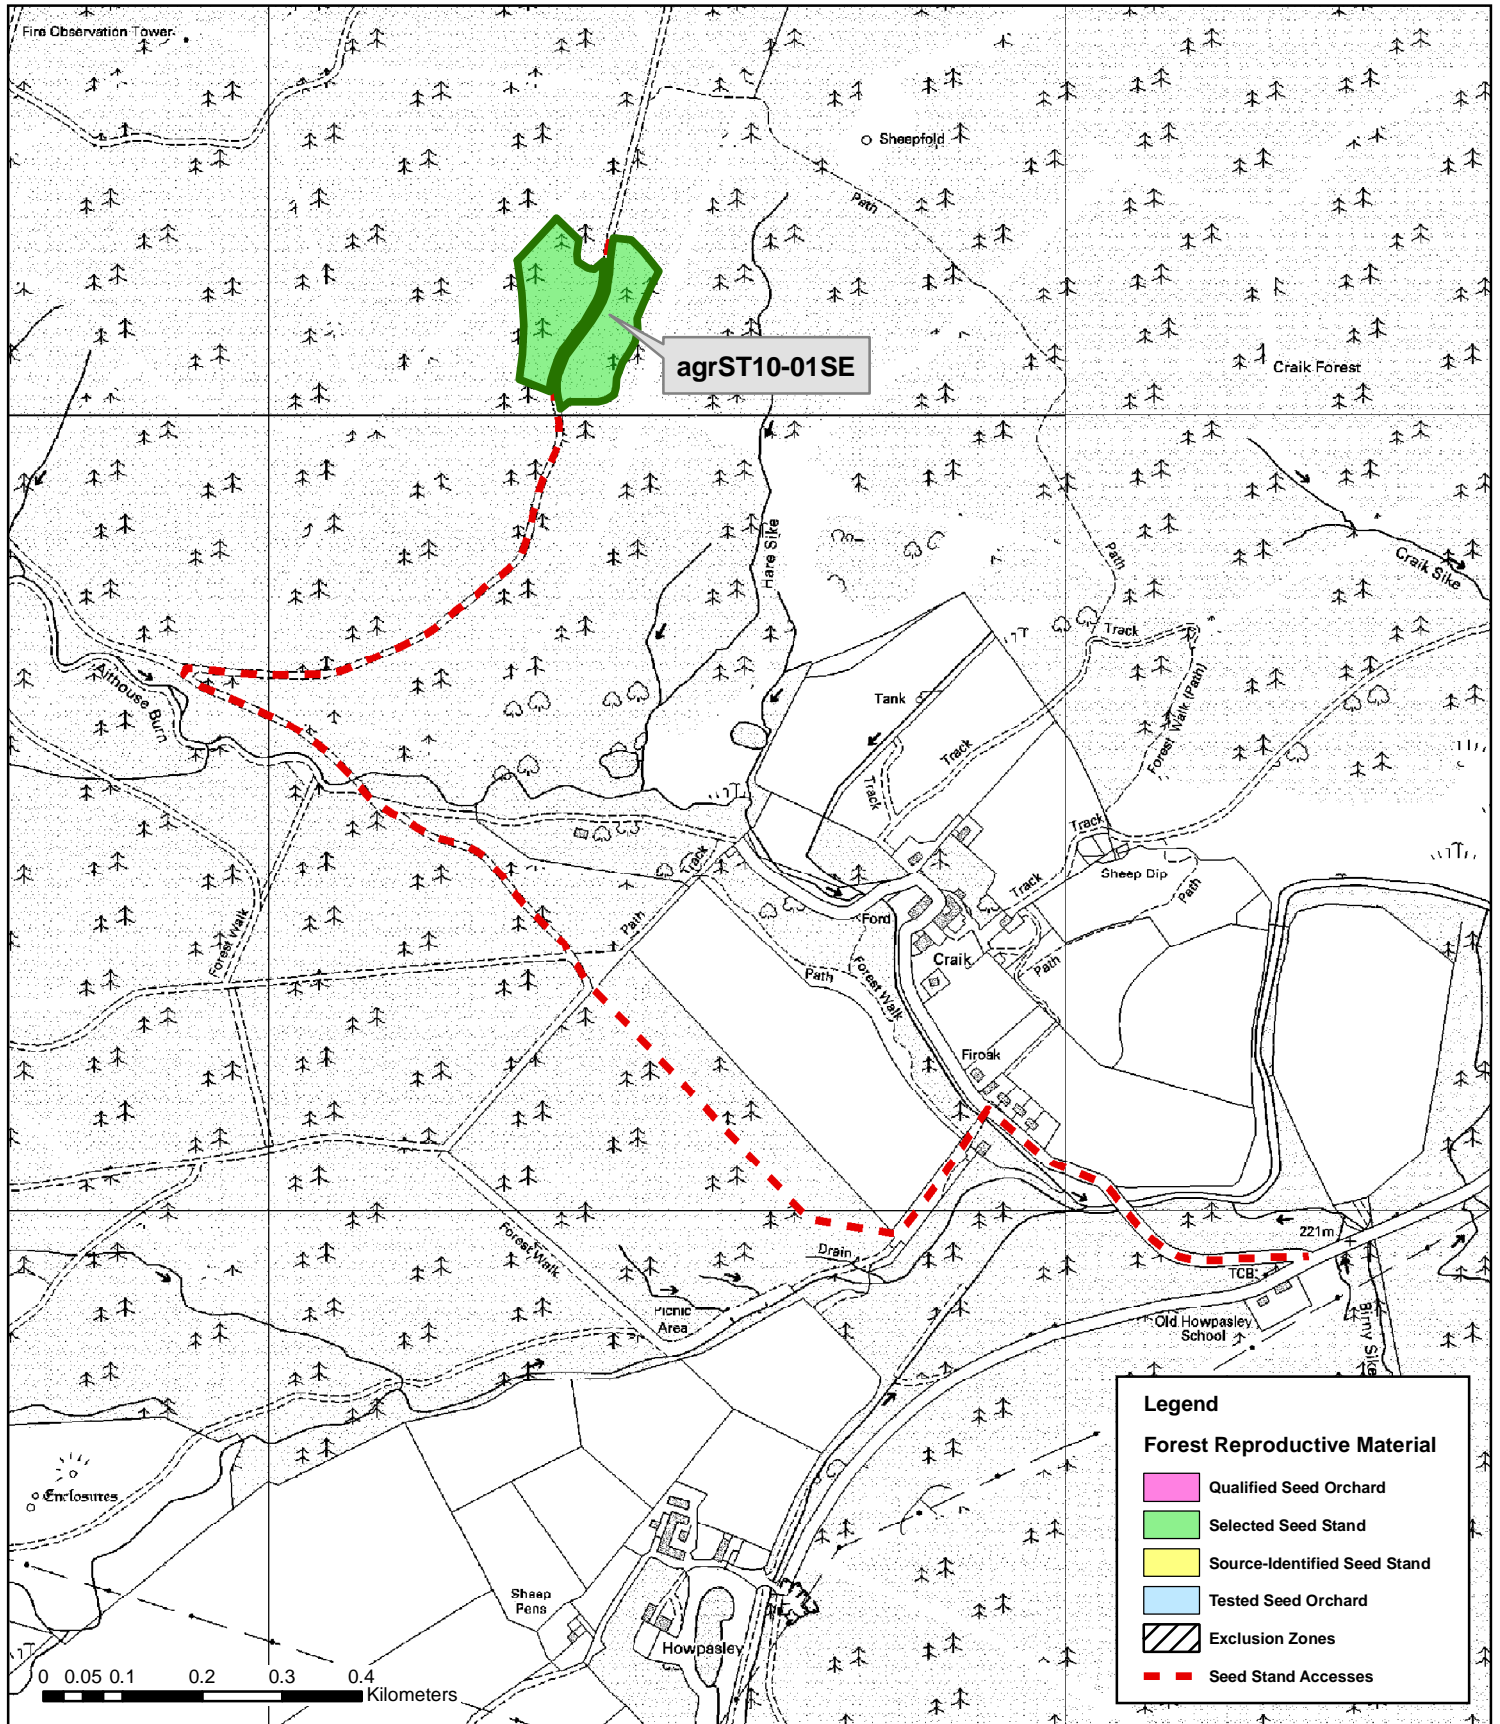 Fire Observation Tower
Sheepfold
Path
agrST10-01SE
Craik Forest
Hare Sike
Path
Craik Sike
Track
Althouse Burn
Tank
Track
Forest Walk (Path)
Track
Track
Track
Sheep Dip
Track
Path
Path
Ford
Forest Walk
Craik
Path
Path
Forest Walk
Firoak
Forest Walk
Drain
221m
TCB
Picnic
Area
Old Howpasley
School
Birny Sike
Enclosures
Sheep
Pens
Howpasley
Legend
Forest Reproductive Material
Qualified Seed Orchard
Selected Seed Stand
Source-Identified Seed Stand
Tested Seed Orchard
Exclusion Zones
Seed Stand Accesses
0 0.05 0.1 0.2 0.3 0.4
Kilometers